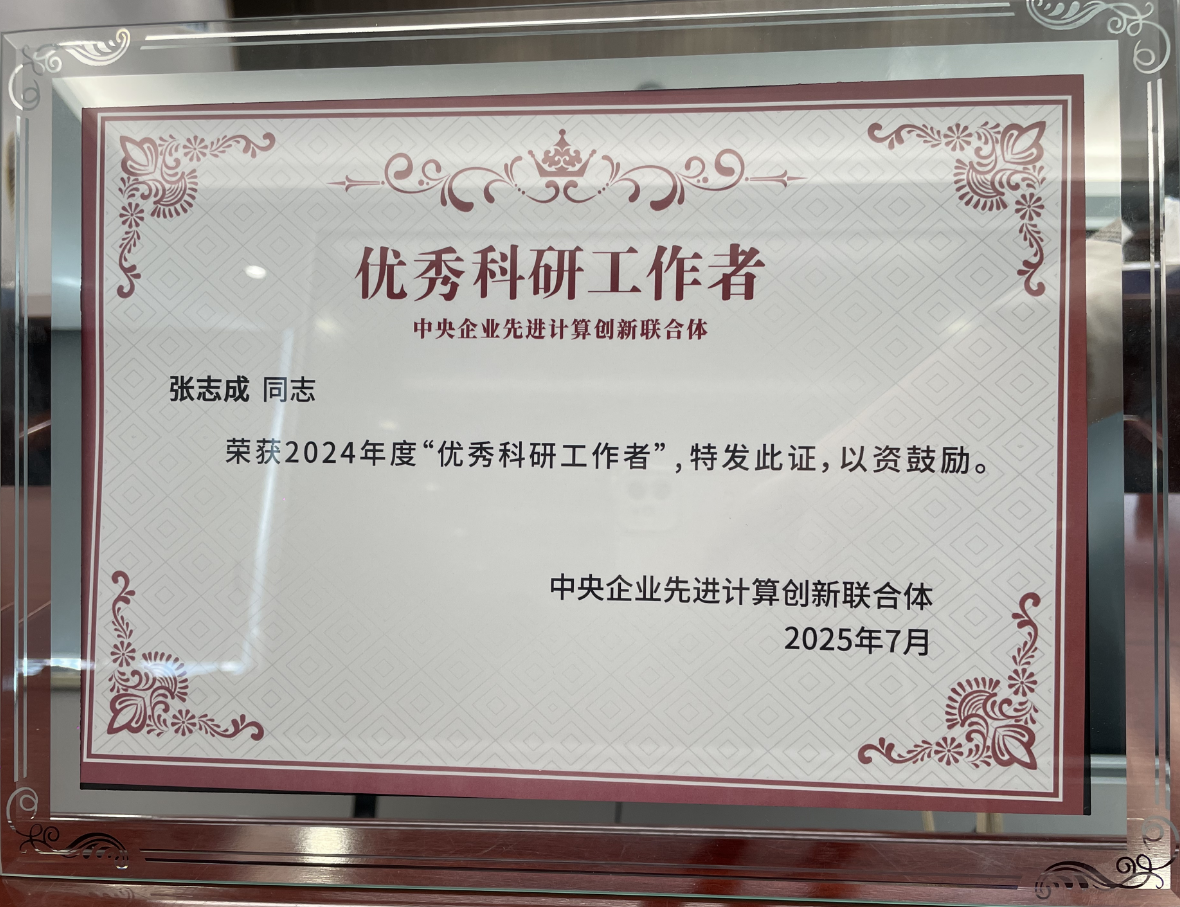 优秀科研工作者
中央企业先进计算创新联合体
张志成 同志
荣获2024年度“优秀科研工作者”,特发此证,以资鼓励。
中央企业先进计算创新联合体
2025年7月